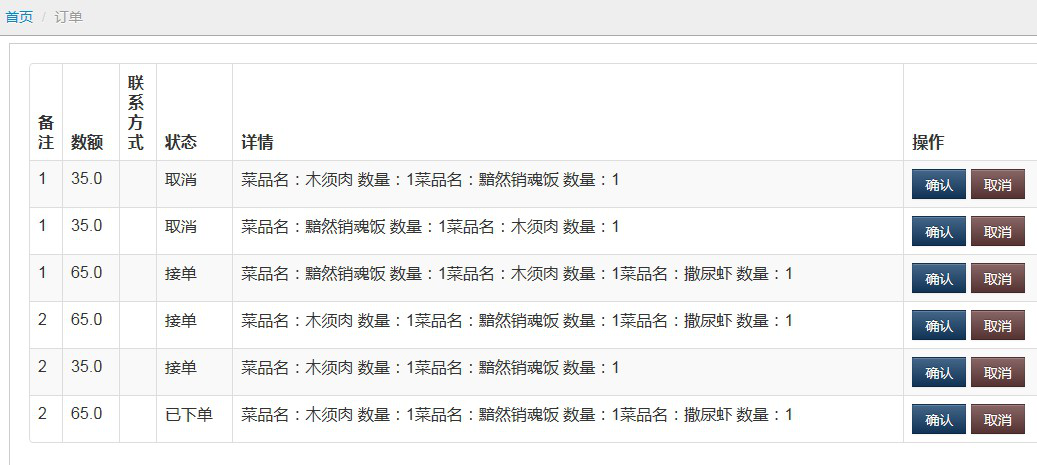 首页 / 订单
备注 数额 联系方式 状态 详情 操作
1 35.0 取消 菜品名：木须肉 数量：1菜品名：黯然销魂饭 数量：1 确认 取消
1 35.0 取消 菜品名：黯然销魂饭 数量：1菜品名：木须肉 数量：1 确认 取消
1 65.0 接单 菜品名：黯然销魂饭 数量：1菜品名：木须肉 数量：1菜品名：撒尿虾 数量：1 确认 取消
2 65.0 接单 菜品名：木须肉 数量：1菜品名：黯然销魂饭 数量：1菜品名：撒尿虾 数量：1 确认 取消
2 35.0 接单 菜品名：木须肉 数量：1菜品名：黯然销魂饭 数量：1 确认 取消
2 65.0 已下单 菜品名：木须肉 数量：1菜品名：黯然销魂饭 数量：1菜品名：撒尿虾 数量：1 确认 取消